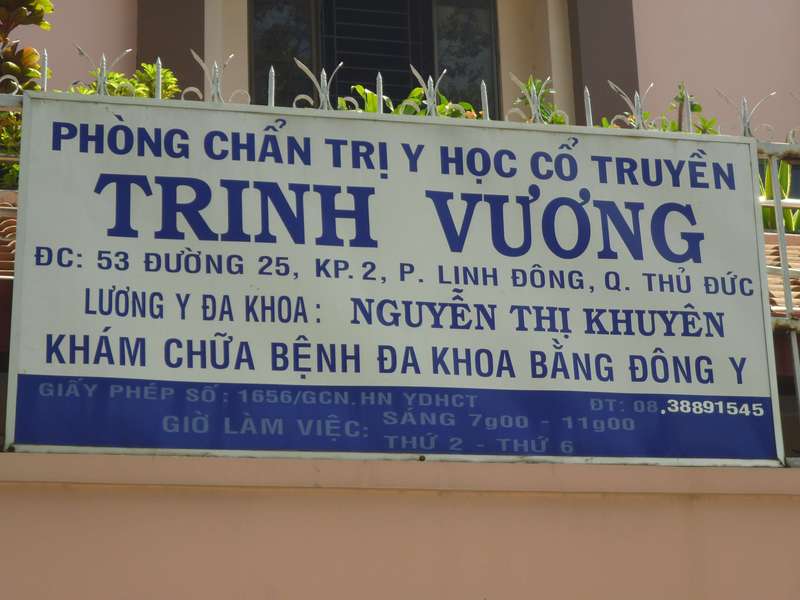 PHÒNG CHẨN TRỊ Y HỌC CỔ TRUYỀN
TRINH VƯƠNG
ĐC: 53 ĐƯỜNG 25, KP.2, P. LINH ĐÔNG, Q. THỦ ĐỨC
LƯƠNG Y ĐA KHOA: NGUYỄN THỊ KHUYÊN
KHÁM CHỮA BỆNH ĐA KHOA BẰNG ĐÔNG Y
GIẤY PHÉP SỐ: 1656/GCN.HN YDHCT ĐT: 08.38891545
GIỜ LÀM VIỆC: SÁNG 7g00 - 11g00
THỨ 2 - THỨ 6